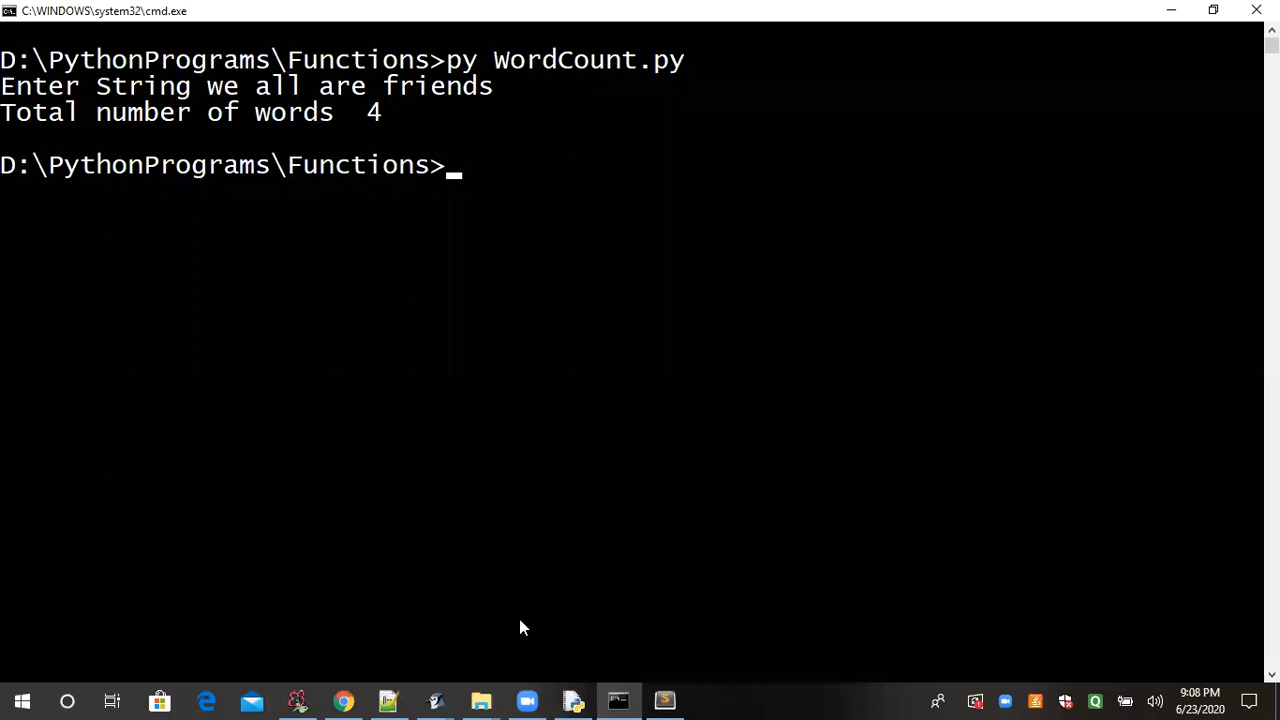 C:\WINDOWS\system32\cmd.exe
D:\PythonPrograms\Functions>py WordCount.py
Enter String we all are friends
Total number of words  4
D:\PythonPrograms\Functions>
9:08 PM
6/23/2020